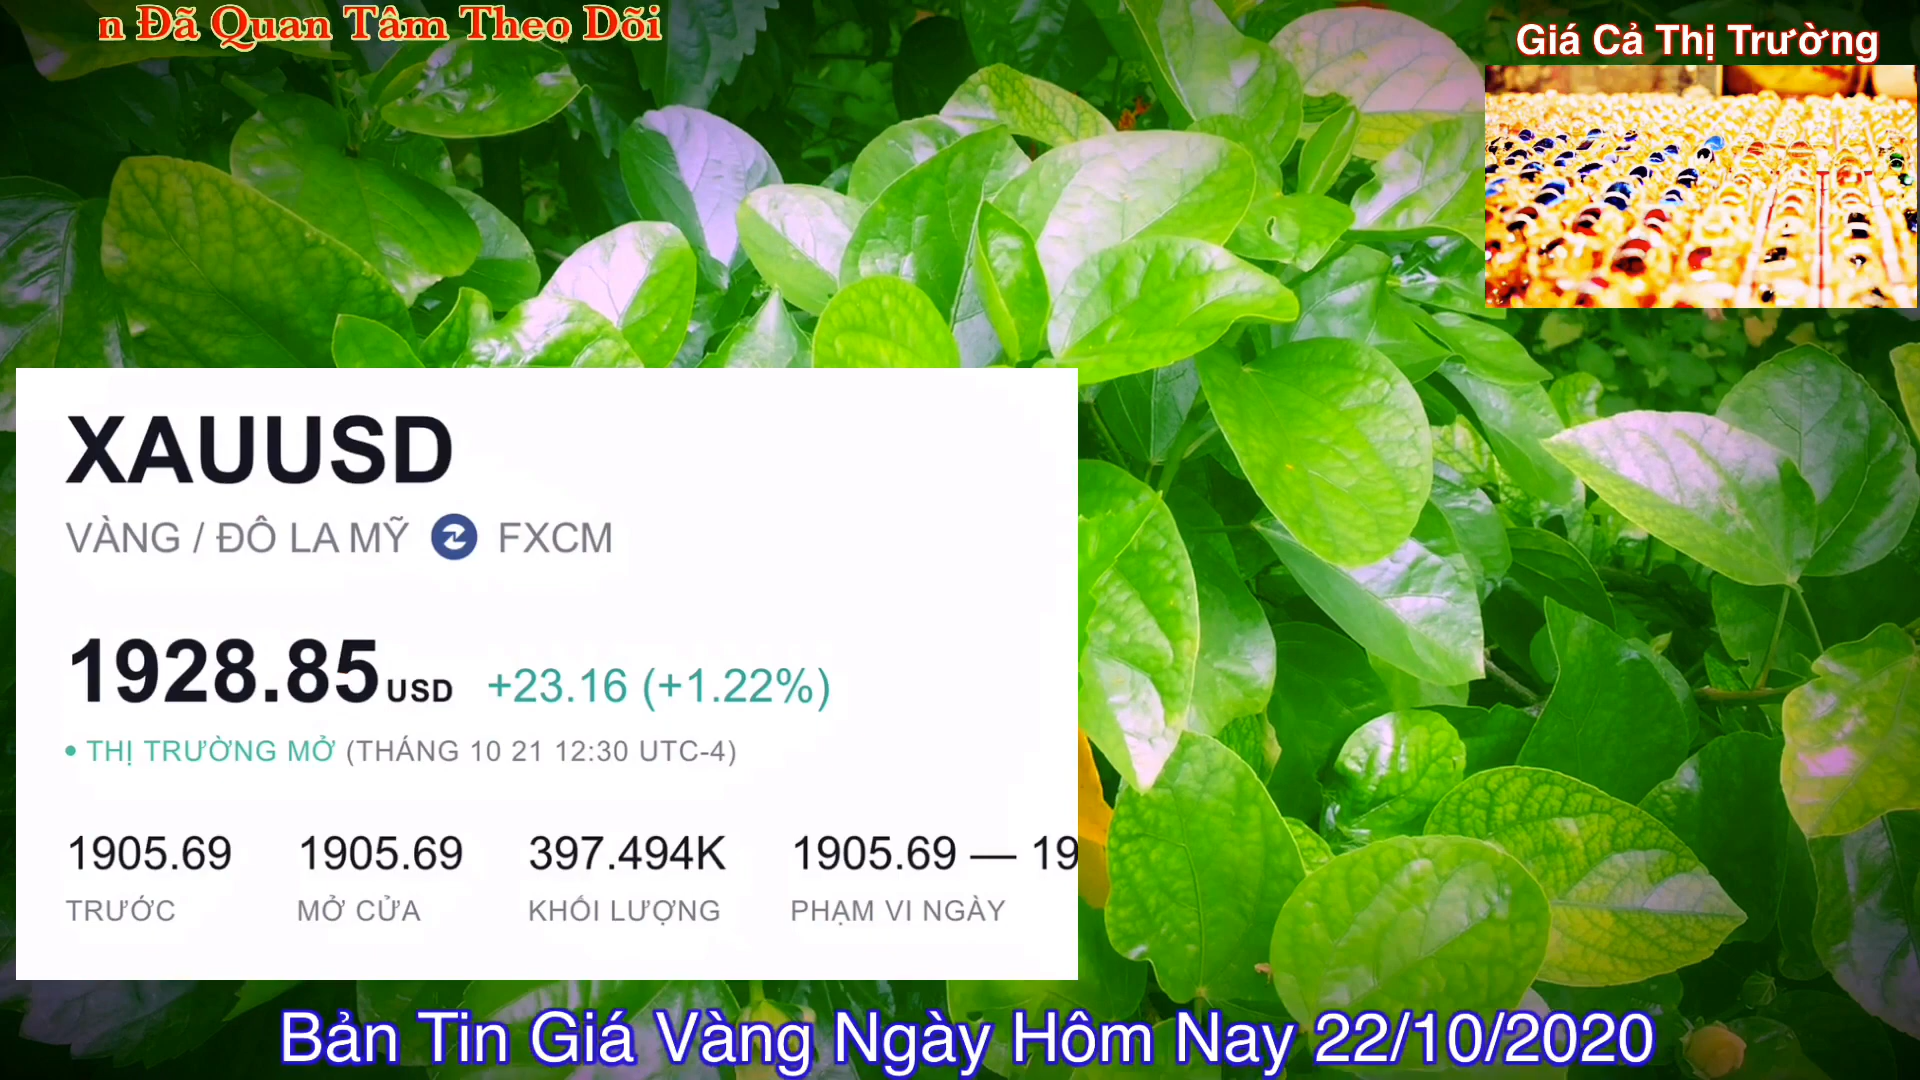 n Đã Quan Tâm Theo Dõi
Giá Cả Thị Trường
XAUUSD
VÀNG / ĐÔ LA MỸ FXCM
1928.85 USD +23.16 (+1.22%)
• THỊ TRƯỜNG MỞ (THÁNG 10 21 12:30 UTC-4)
1905.69 1905.69 397.494K 1905.69 — 19
TRƯỚC MỞ CỬA KHỐI LƯỢNG PHẠM VI NGÀY
Bản Tin Giá Vàng Ngày Hôm Nay 22/10/2020